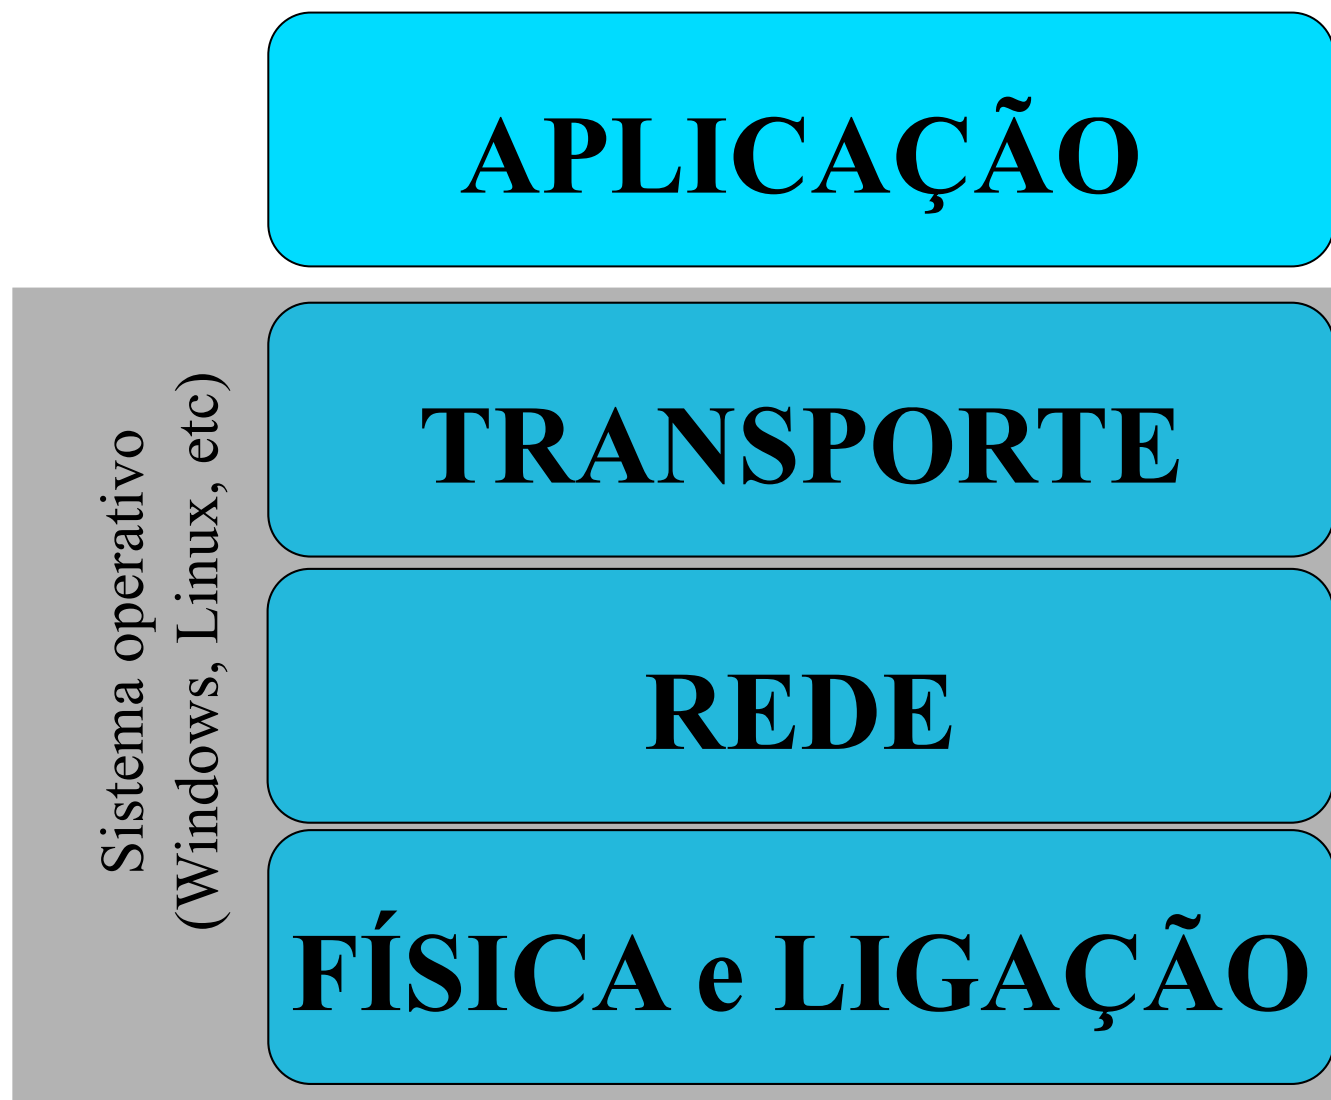 APLICAÇÃO
Sistema operativo
(Windows, Linux, etc)
TRANSPORTE
REDE
FÍSICA e LIGAÇÃO